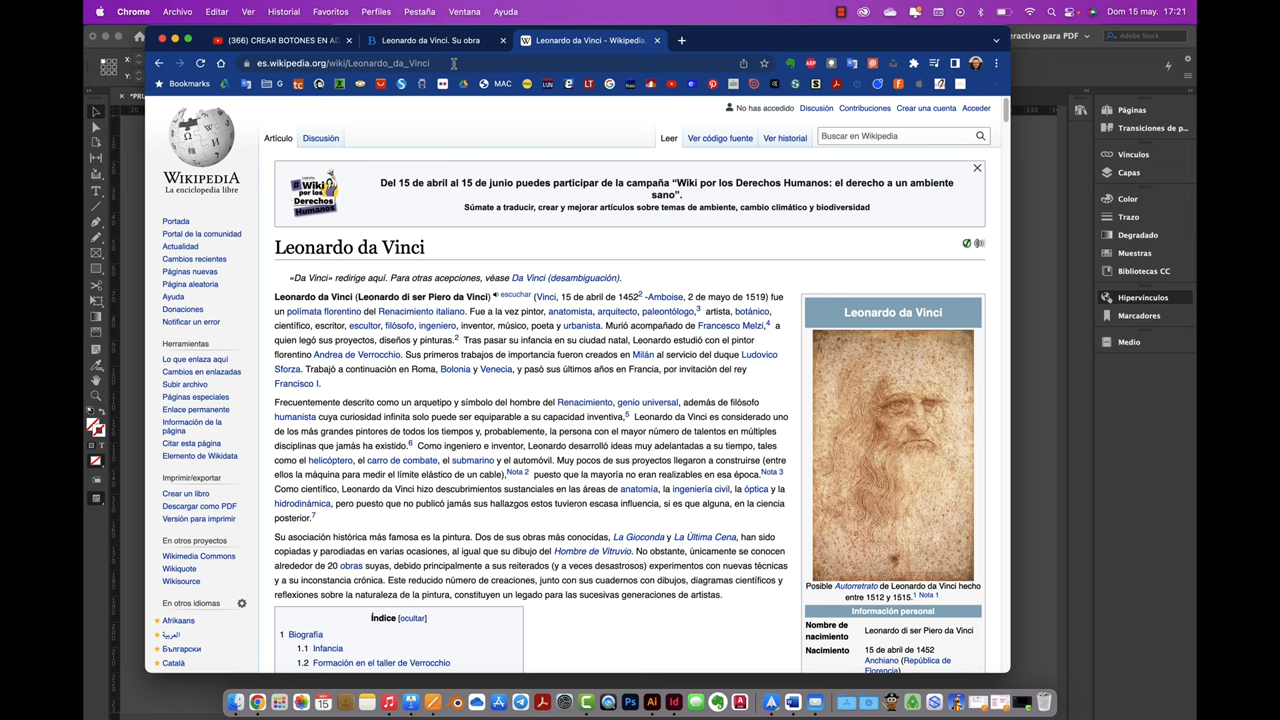 Chrome Archivo Editar Ver Historial Favoritos Perfiles Pestaña Ventana Ayuda Dom 15 may. 17:21
(366) CREAR BOTONES EN AD
Leonardo da Vinci. Su obra
Leonardo da Vinci - Wikipedia,
es.wikipedia.org/wiki/Leonardo_da_Vinci
Bookmarks G MAC LUN LT G
eractivo para PDF
Adobe Stock
X:
Y:
WIKIPEDIA
La enciclopedia libre
No has accedido Discusión Contribuciones Crear una cuenta Acceder
Artículo Discusión Leer Ver código fuente Ver historial Buscar en Wikipedia
#Wiki
por los
Derechos
Humanos
Del 15 de abril al 15 de junio puedes participar de la campaña “Wiki por los Derechos Humanos: el derecho a un ambiente
sano”.
Súmate a traducir, crear y mejorar artículos sobre temas de ambiente, cambio climático y biodiversidad
Portada
Portal de la comunidad
Actualidad
Cambios recientes
Páginas nuevas
Página aleatoria
Ayuda
Donaciones
Notificar un error
Herramientas
Lo que enlaza aquí
Cambios en enlazadas
Subir archivo
Páginas especiales
Enlace permanente
Información de la
página
Citar esta página
Elemento de Wikidata
Imprimir/exportar
Crear un libro
Descargar como PDF
Versión para imprimir
En otros proyectos
Wikimedia Commons
Wikiquote
Wikisource
En otros idiomas
Afrikaans
العربية
Български
Català
Leonardo da Vinci
«Da Vinci» redirige aquí. Para otras acepciones, véase Da Vinci (desambiguación).
Leonardo da Vinci (Leonardo di ser Piero da Vinci) escuchar (Vinci, 15 de abril de 1452² -Amboise, 2 de mayo de 1519) fue
un polímata florentino del Renacimiento italiano. Fue a la vez pintor, anatomista, arquitecto, paleontólogo,³ artista, botánico,
científico, escritor, escultor, filósofo, ingeniero, inventor, músico, poeta y urbanista. Murió acompañado de Francesco Melzi,⁴ a
quien legó sus proyectos, diseños y pinturas.² Tras pasar su infancia en su ciudad natal, Leonardo estudió con el pintor
florentino Andrea de Verrocchio. Sus primeros trabajos de importancia fueron creados en Milán al servicio del duque Ludovico
Sforza. Trabajó a continuación en Roma, Bolonia y Venecia, y pasó sus últimos años en Francia, por invitación del rey
Francisco I.
Frecuentemente descrito como un arquetipo y símbolo del hombre del Renacimiento, genio universal, además de filósofo
humanista cuya curiosidad infinita solo puede ser equiparable a su capacidad inventiva,⁵ Leonardo da Vinci es considerado uno
de los más grandes pintores de todos los tiempos y, probablemente, la persona con el mayor número de talentos en múltiples
disciplinas que jamás ha existido.⁶ Como ingeniero e inventor, Leonardo desarrolló ideas muy adelantadas a su tiempo, tales
como el helicóptero, el carro de combate, el submarino y el automóvil. Muy pocos de sus proyectos llegaron a construirse (entre
ellos la máquina para medir el límite elástico de un cable),Nota 2 puesto que la mayoría no eran realizables en esa época.Nota 3
Como científico, Leonardo da Vinci hizo descubrimientos sustanciales en las áreas de anatomía, la ingeniería civil, la óptica y la
hidrodinámica, pero puesto que no publicó jamás sus hallazgos estos tuvieron escasa influencia, si es que alguna, en la ciencia
posterior.⁷
Su asociación histórica más famosa es la pintura. Dos de sus obras más conocidas, La Gioconda y La Última Cena, han sido
copiadas y parodiadas en varias ocasiones, al igual que su dibujo del Hombre de Vitruvio. No obstante, únicamente se conocen
alrededor de 20 obras suyas, debido principalmente a sus reiterados (y a veces desastrosos) experimentos con nuevas técnicas
y a su inconstancia crónica. Este reducido número de creaciones, junto con sus cuadernos con dibujos, diagramas científicos y
reflexiones sobre la naturaleza de la pintura, constituyen un legado para las sucesivas generaciones de artistas.
Índice [ocultar]
1 Biografía
1.1 Infancia
1.2 Formación en el taller de Verrocchio
Leonardo da Vinci
Posible Autorretrato de Leonardo da Vinci hecho
entre 1512 y 1515.¹ Nota 1
Información personal
Nombre de
nacimiento
Leonardo di ser Piero da Vinci
Nacimiento
15 de abril de 1452
Anchiano (República de
Florencia)
Páginas
Transiciones de p...
Vínculos
Capas
Color
Trazo
Degradado
Muestras
Bibliotecas CC
Hipervínculos
Marcadores
Medio